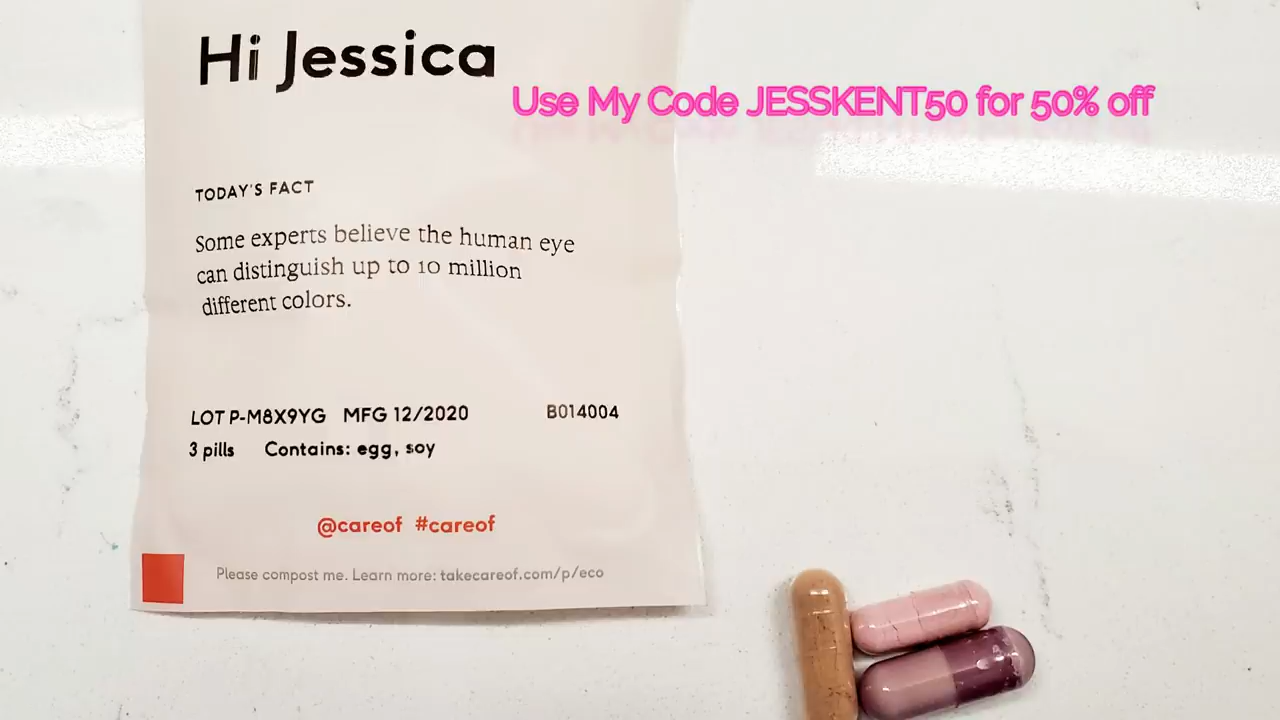 Hi Jessica
Use My Code JESSKENT50 for 50% off
TODAY'S FACT
Some experts believe the human eye
can distinguish up to 10 million
different colors.
LOT P-M8X9YG MFG 12/2020 B014004
3 pills Contains: egg, soy
@careof #careof
Please compost me. Learn more: takecareof.com/p/eco